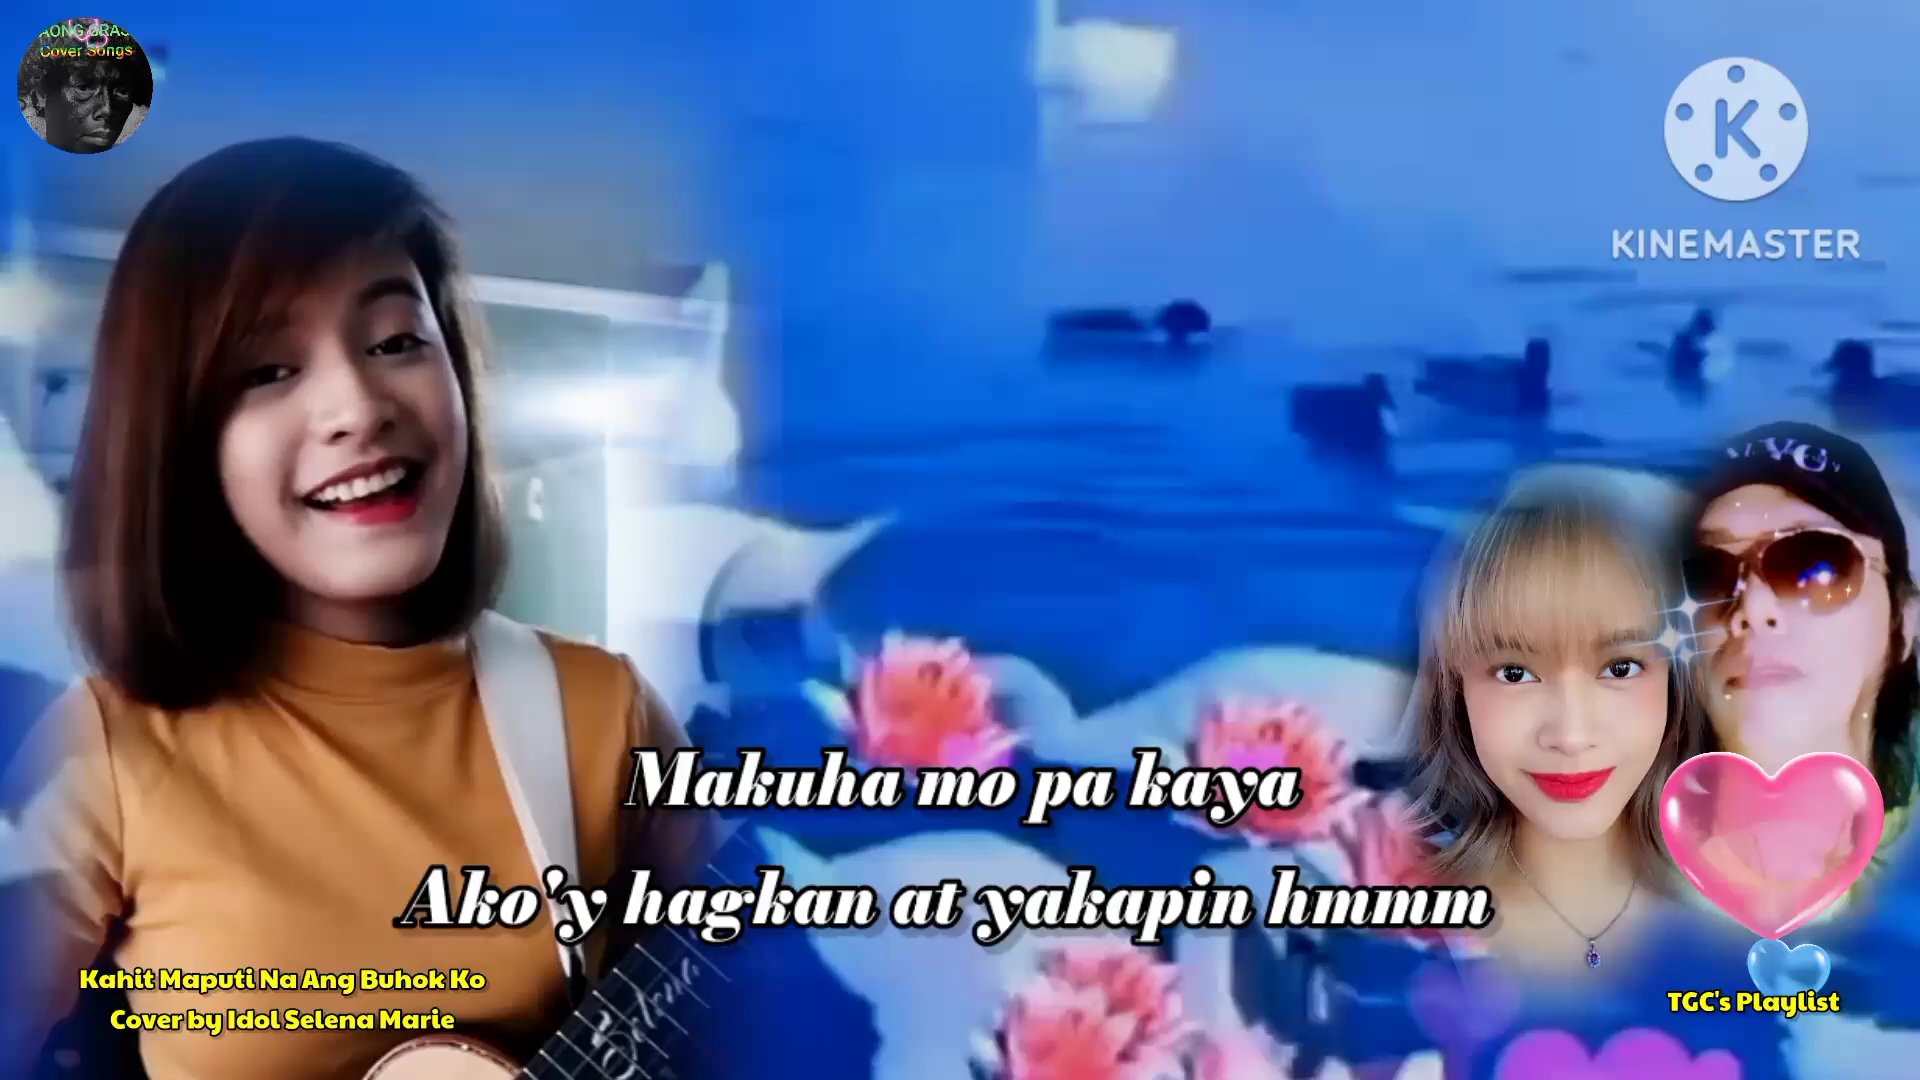 Cover Songs
KINEMASTER
Makuha mo pa kaya
Ako'y hagkan at yakapin hmmm
Kahit Maputi Na Ang Buhok Ko
Cover by Idol Selena Marie
TGC's Playlist